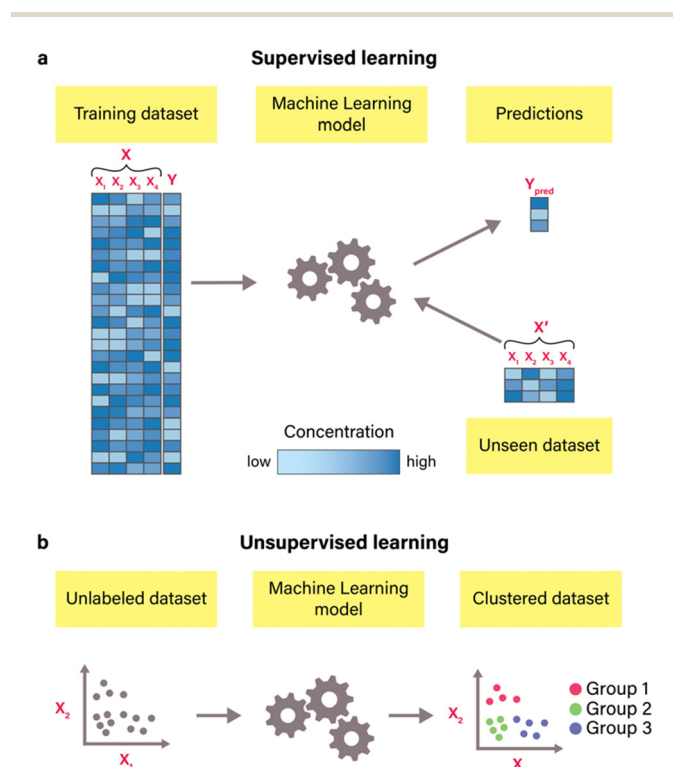 a
Supervised learning
Training dataset
Machine Learning
model
Predictions
X
X₁ X₂ X₃ X₄ Y
Y pred
X'
X₁ X₂ X₃ X₄
Concentration
low
high
Unseen dataset
b
Unsupervised learning
Unlabeled dataset
Machine Learning
model
Clustered dataset
X₂
X₁
X₂
X
Group 1
Group 2
Group 3